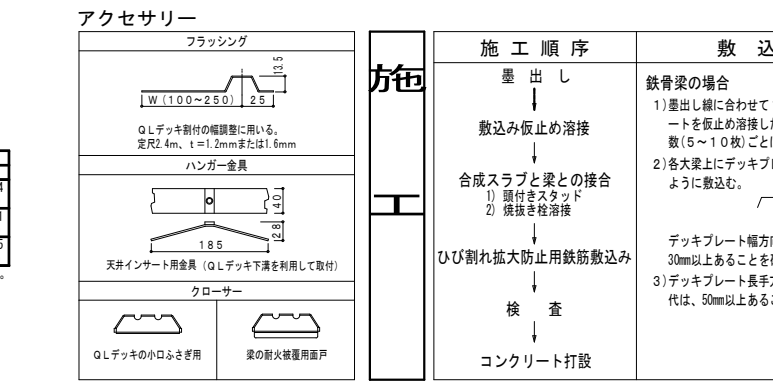 アクセサリー
フラッシング
13.5
W(100~250) 25
QLデッキ割付の幅調整に用いる。
定尺2.4m、t=1.2mmまたは1.6mm
ハンガー金具
40
28
185
天井インサート用金具(QLデッキ下溝を利用して取付)
クローサー
QLデッキの小口ふさぎ用
梁の耐火被覆用面戸
施
工
施工順序
墨出し
敷込み仮止め溶接
合成スラブと梁との接合
1) 頭付きスタッド
2) 焼抜き栓溶接
ひび割れ拡大防止用鉄筋敷込み
検査
コンクリート打設
敷込
鉄骨梁の場合
1)墨出し線に合わせて
ートを仮止め溶接した
数(5~10枚)ごとに
2)各大梁上にデッキプ
ように敷込む。
デッキプレート幅方
30mm以上あることを
3)デッキプレート長手
代は、50mm以上ある